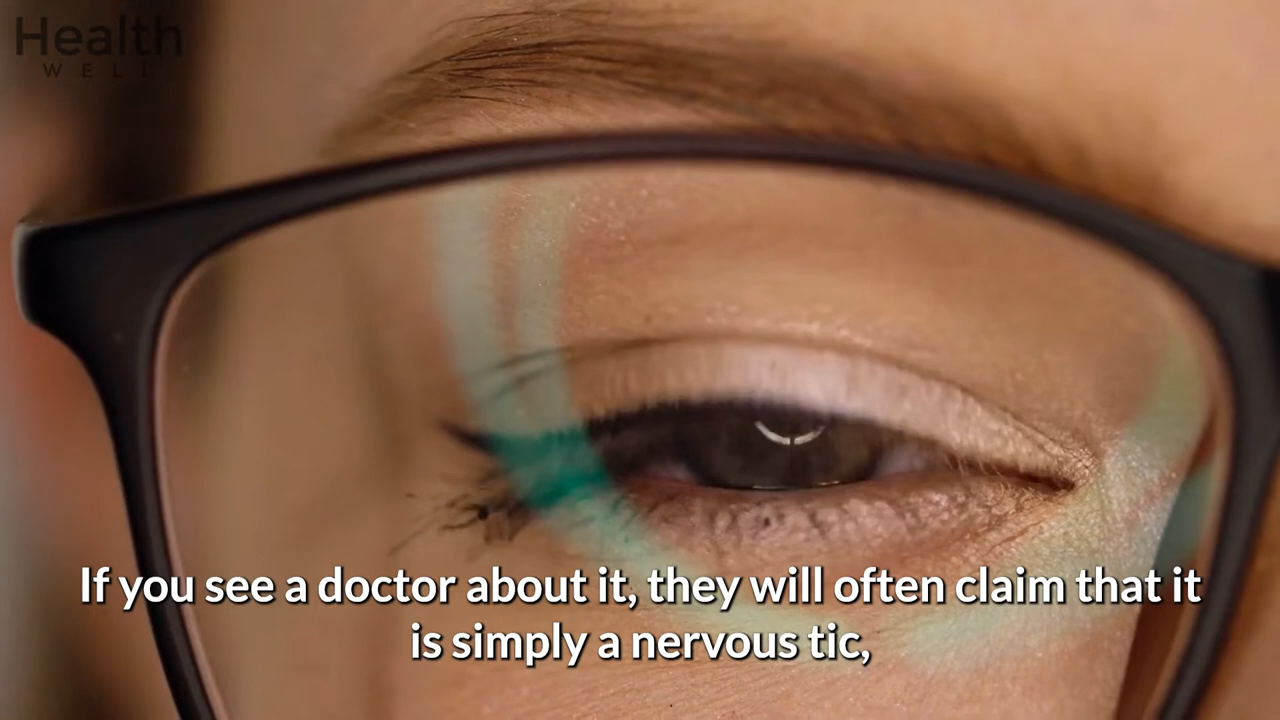 Health
WELL
If you see a doctor about it, they will often claim that it
is simply a nervous tic,